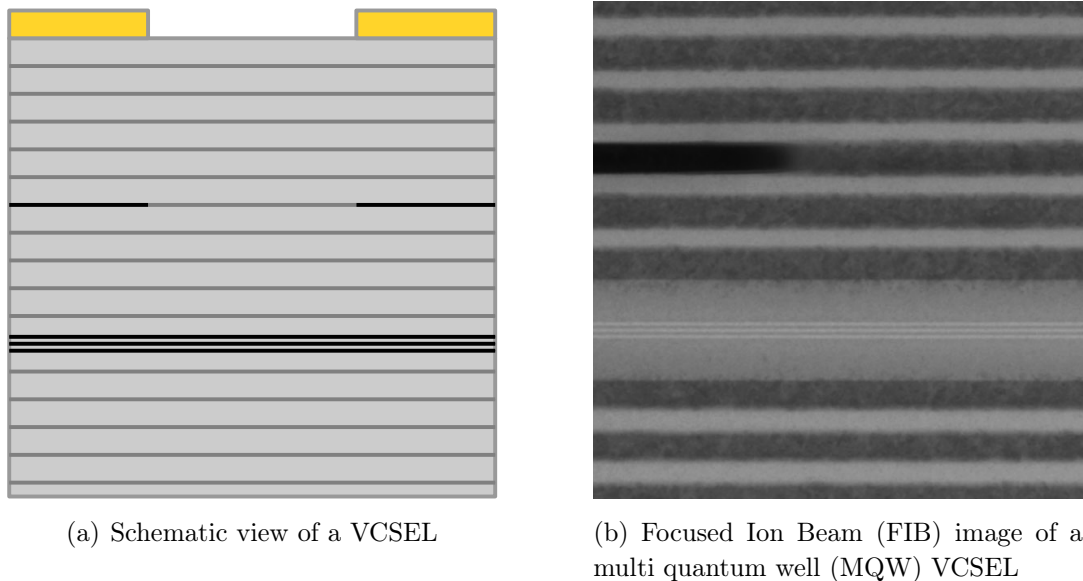 (a) Schematic view of a VCSEL
(b) Focused Ion Beam (FIB) image of a
multi quantum well (MQW) VCSEL